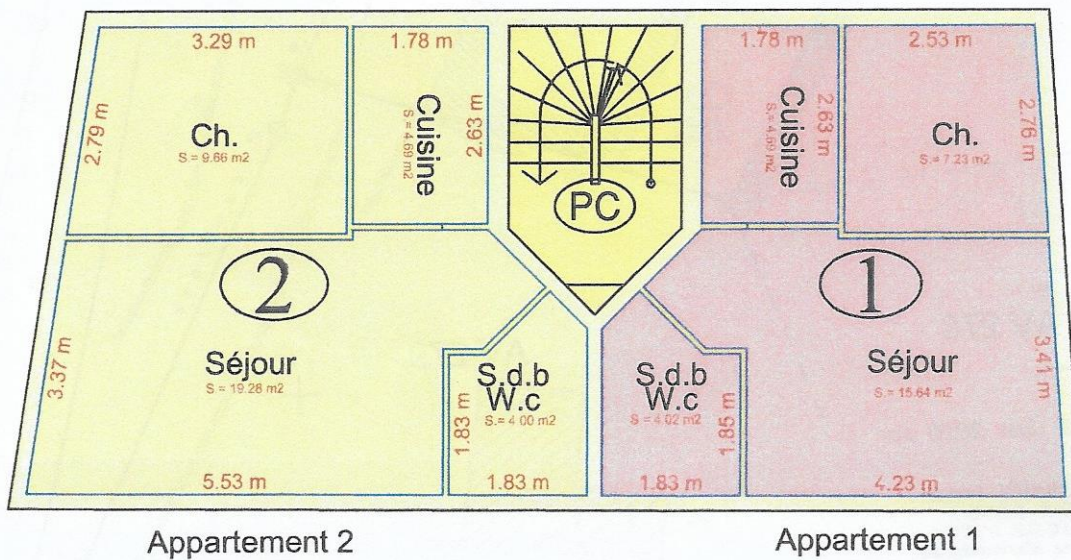 3.29 m
1.78 m
1.78 m
2.53 m
2.79 m
Ch.
S.= 9.66 m2
Cuisine
S.= 4.69 m2
2.63 m
PC
Cuisine
S.= 4.69 m2
2.63 m
Ch.
S.= 7.23 m2
2.76 m
2
1
3.37 m
Séjour
S.= 19.28 m2
S.d.b
W.c
S.= 4.00 m2
1.83 m
S.d.b
W.c
S.= 4.02 m2
1.85 m
Séjour
S.= 15.64 m2
3.41 m
5.53 m
1.83 m
1.83 m
4.23 m
Appartement 2
Appartement 1